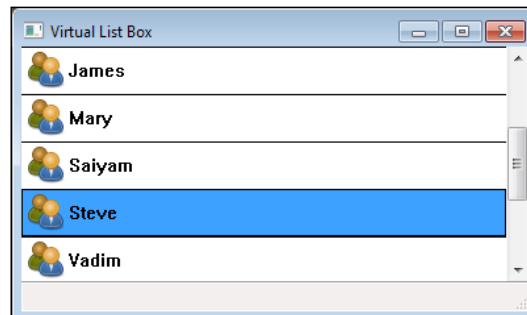 Virtual List Box
James
Mary
Saiyam
Steve
Vadim